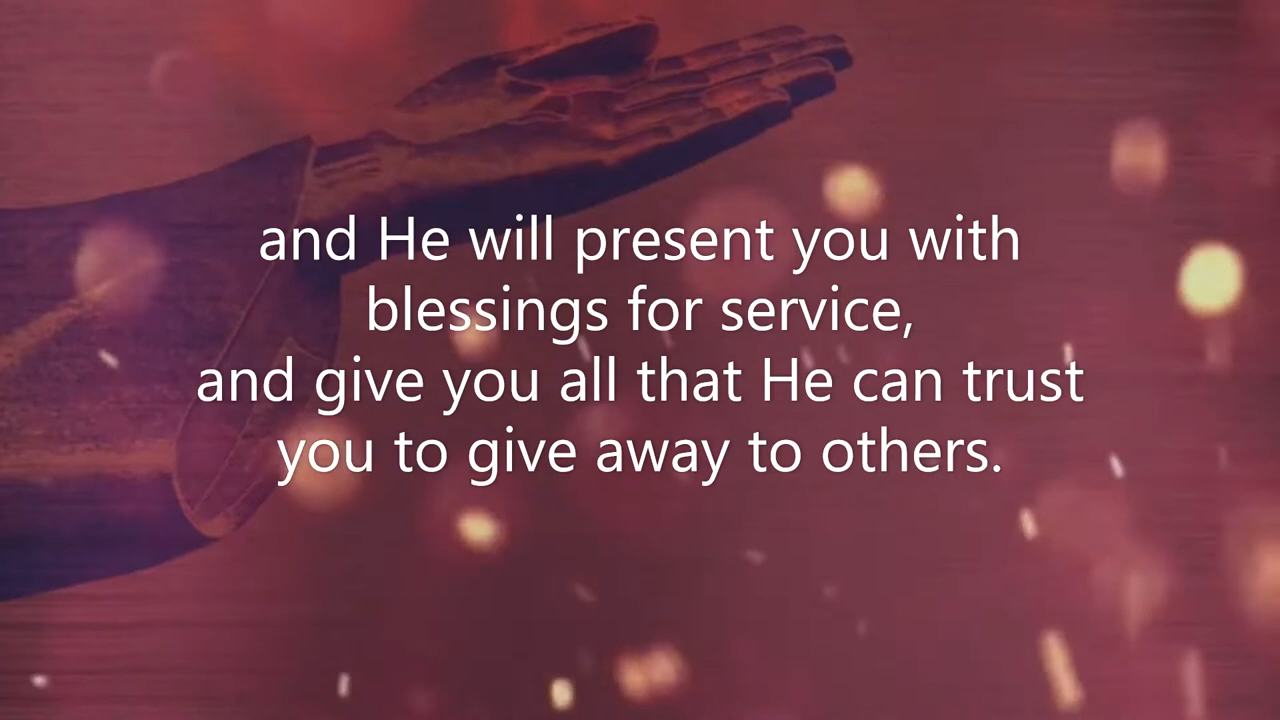 and He will present you with
blessings for service,
and give you all that He can trust
you to give away to others.